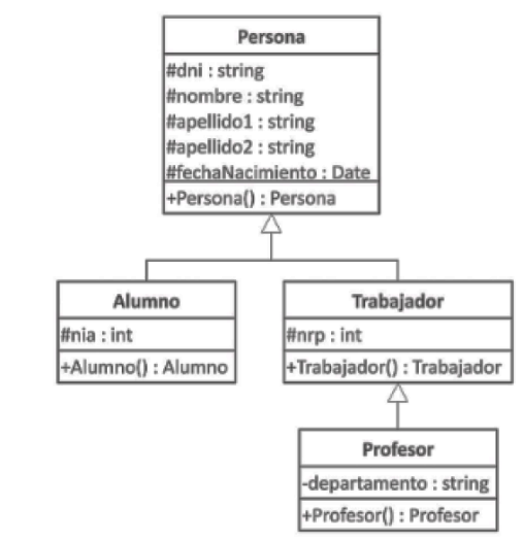 Persona
#dni : string
#nombre : string
#apellido1 : string
#apellido2 : string
#fechaNacimiento : Date
+Persona() : Persona
Alumno
#nia : int
+Alumno() : Alumno
Trabajador
#nrp : int
+Trabajador() : Trabajador
Profesor
-departamento : string
+Profesor() : Profesor